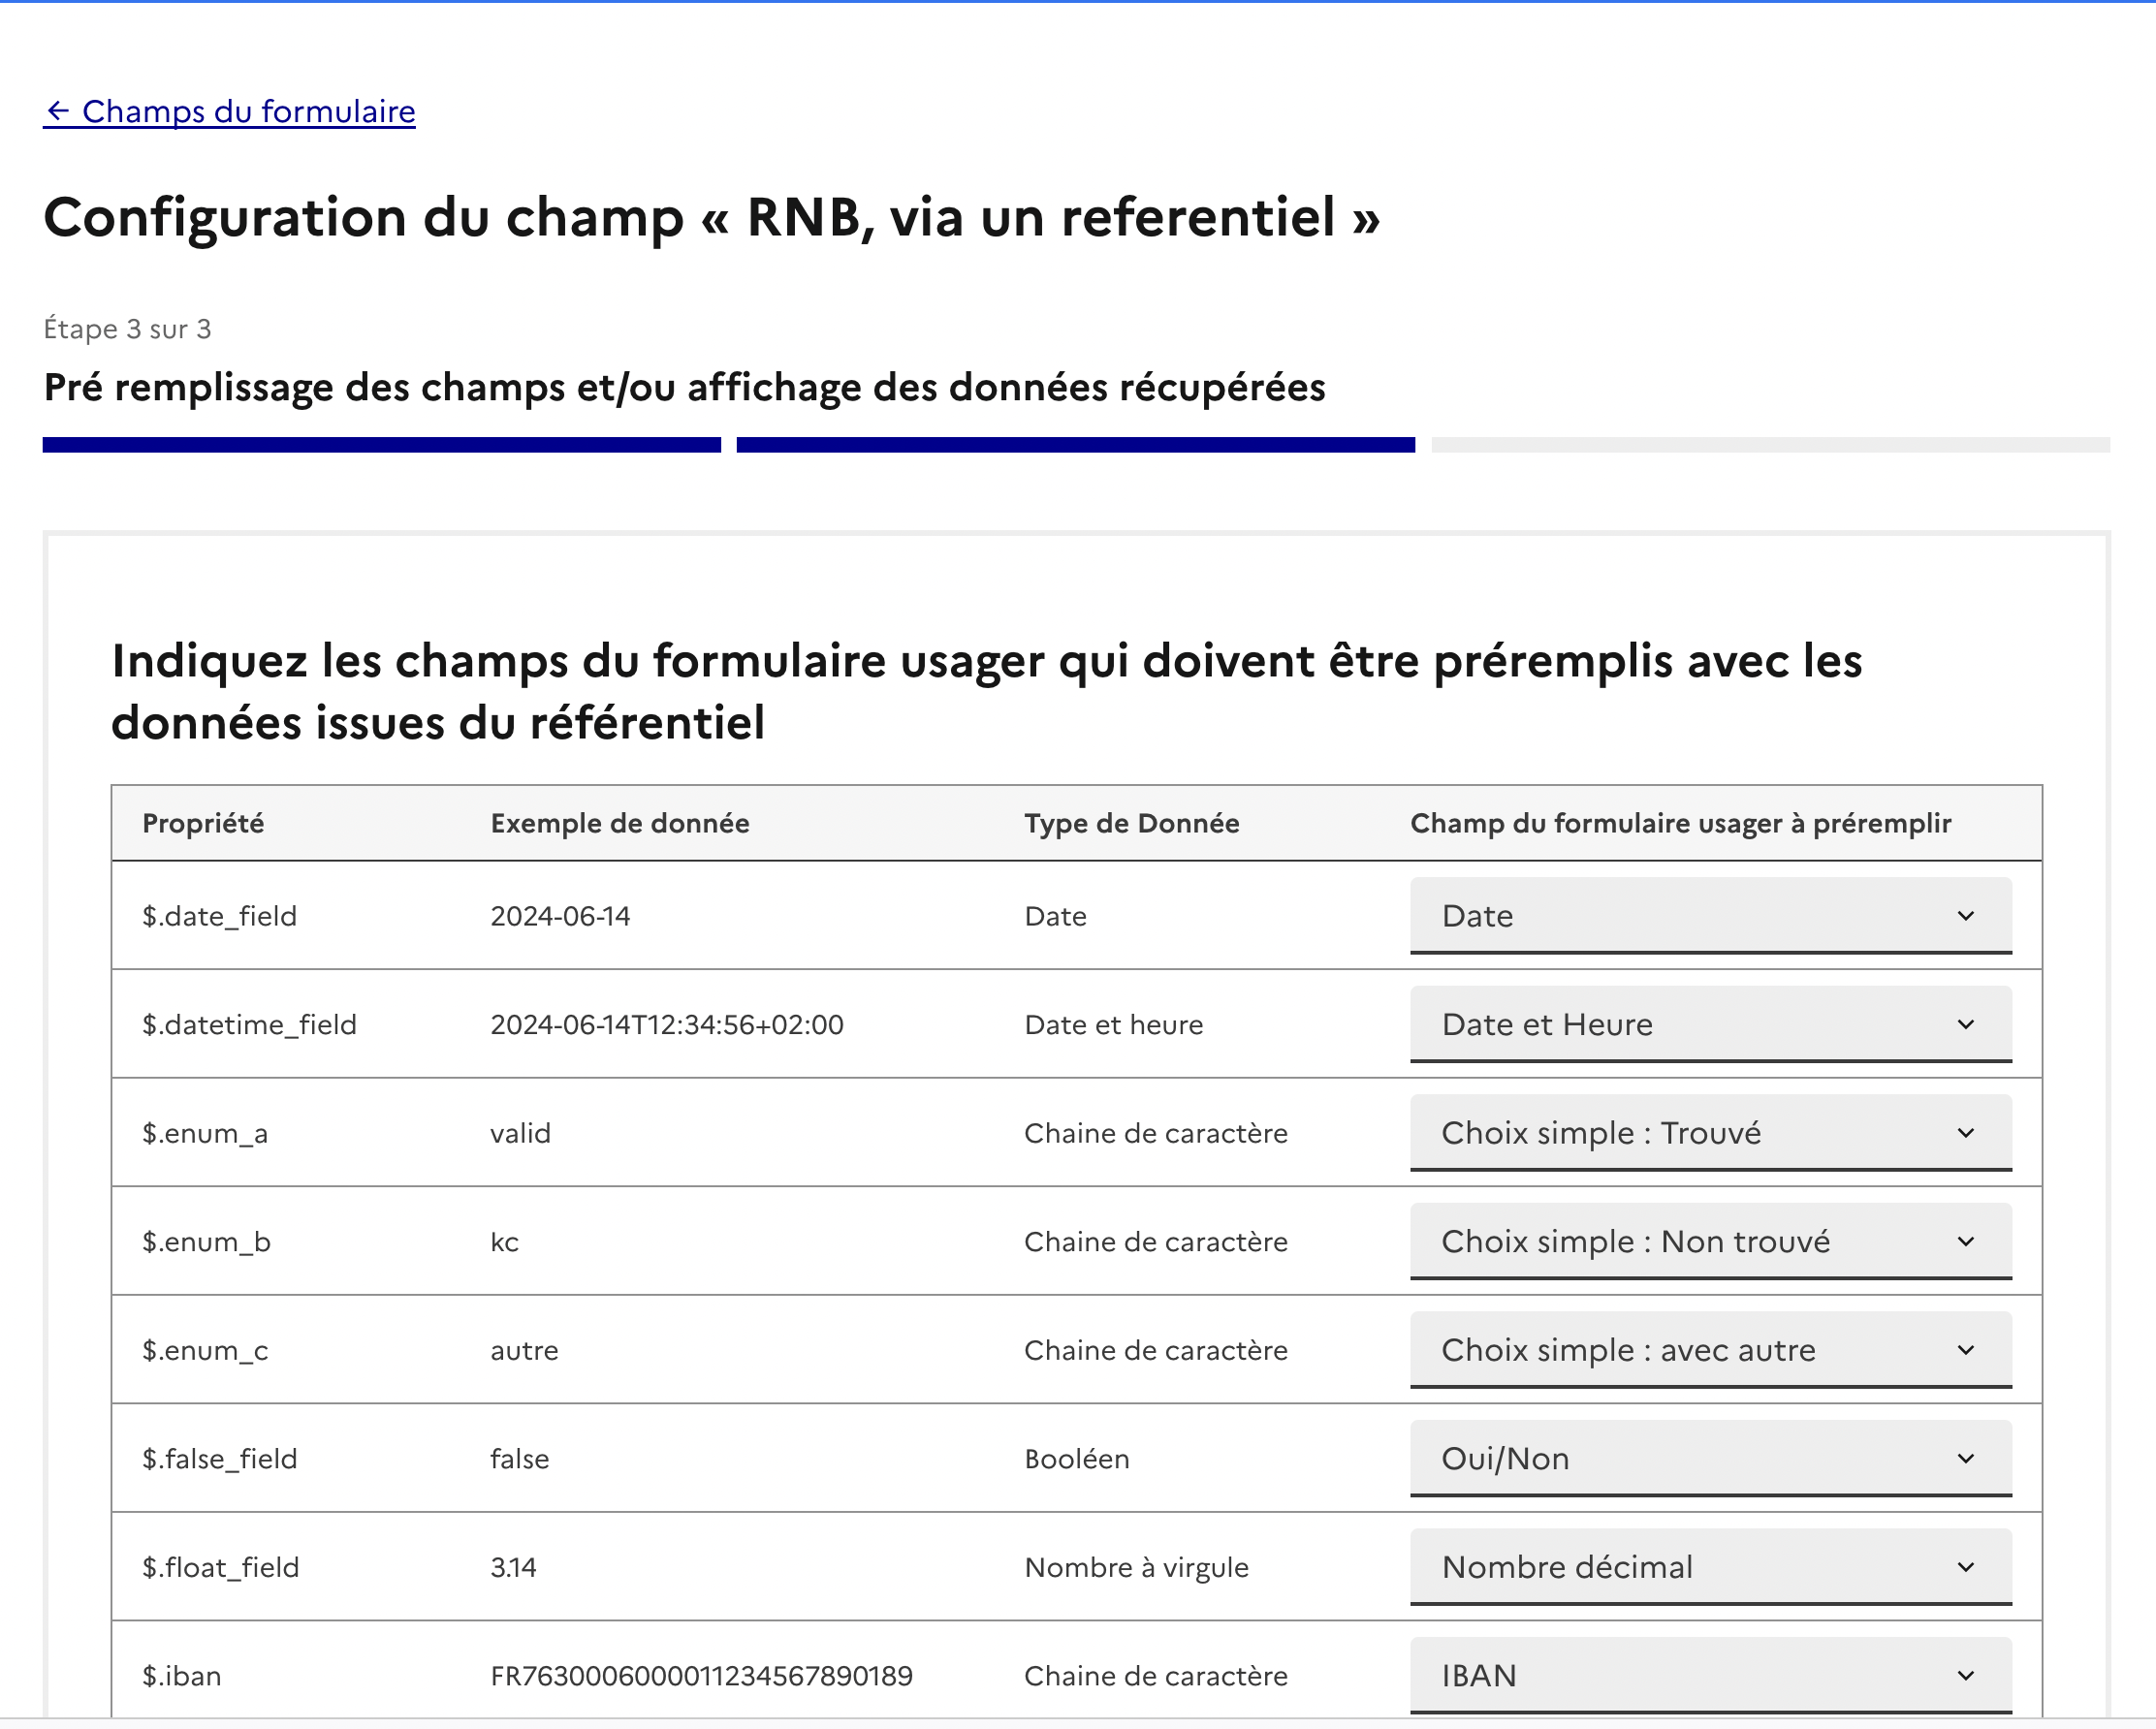 ← Champs du formulaire
Configuration du champ « RNB, via un referentiel »
Étape 3 sur 3
Pré remplissage des champs et/ou affichage des données récupérées
Indiquez les champs du formulaire usager qui doivent être préremplis avec les
données issues du référentiel
Propriété Exemple de donnée Type de Donnée Champ du formulaire usager à préremplir
$.date_field 2024-06-14 Date Date
$.datetime_field 2024-06-14T12:34:56+02:00 Date et heure Date et Heure
$.enum_a valid Chaine de caractère Choix simple : Trouvé
$.enum_b kc Chaine de caractère Choix simple : Non trouvé
$.enum_c autre Chaine de caractère Choix simple : avec autre
$.false_field false Booléen Oui/Non
$.float_field 3.14 Nombre à virgule Nombre décimal
$.iban FR7630006000011234567890189 Chaine de caractère IBAN